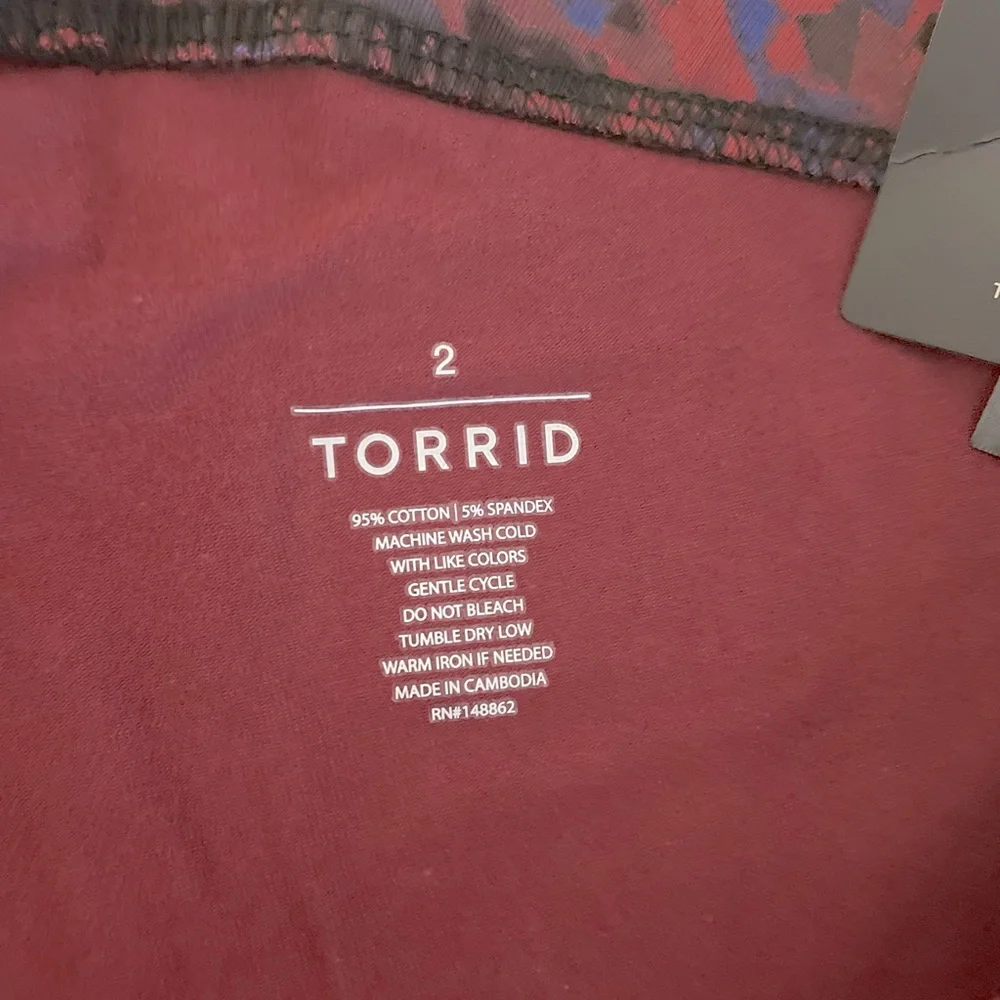 2
TORRID
95% COTTON | 5% SPANDEX
MACHINE WASH COLD
WITH LIKE COLORS
GENTLE CYCLE
DO NOT BLEACH
TUMBLE DRY LOW
WARM IRON IF NEEDED
MADE IN CAMBODIA
RN#148862